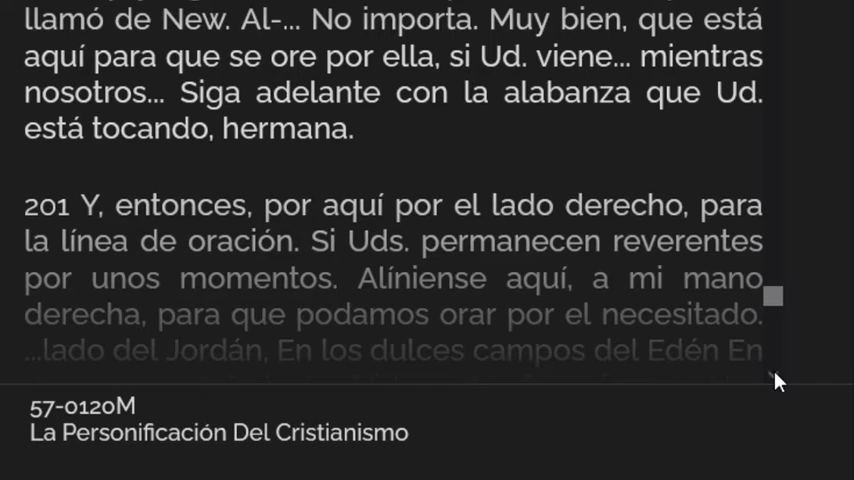 llamó de New. Al-... No importa. Muy bien, que está
aquí para que se ore por ella, si Ud. viene... mientras
nosotros... Siga adelante con la alabanza que Ud.
está tocando, hermana.
201 Y, entonces, por aquí por el lado derecho, para
la línea de oración. Si Uds. permanecen reverentes
por unos momentos. Alíniense aquí, a mi mano
derecha, para que podamos orar por el necesitado.
...lado del Jordán, En los dulces campos del Edén En
57-0120M
La Personificación Del Cristianismo